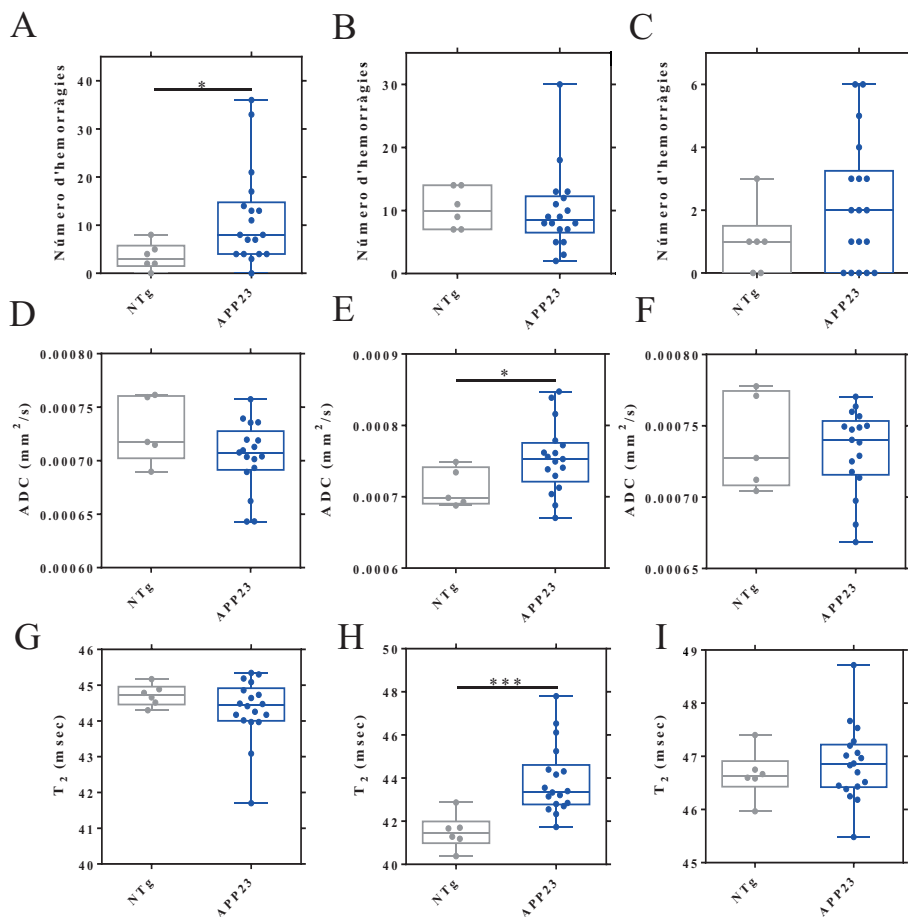 A
B
C
Número d'hemorràgies
40
30
20
10
0
*
NTg
APP23
Número d'hemorràgies
30
20
10
0
NTg
APP23
Número d'hemorràgies
6
4
2
0
NTg
APP23
D
E
F
ADC (mm²/s)
0.00080
0.00075
0.00070
0.00065
0.00060
NTg
APP23
ADC (mm²/s)
0.0009
0.0008
0.0007
0.0006
*
NTg
APP23
ADC (mm²/s)
0.00080
0.00075
0.00070
0.00065
NTg
APP23
G
H
I
T₂ (msec)
46
45
44
43
42
41
40
NTg
APP23
T₂ (msec)
50
48
46
44
42
40
***
NTg
APP23
T₂ (msec)
49
48
47
46
45
NTg
APP23